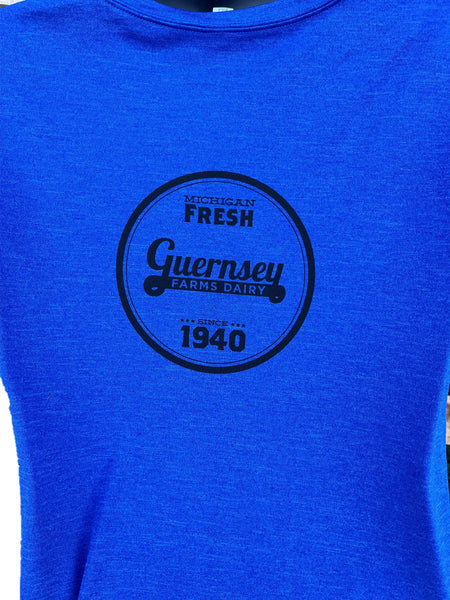 MICHIGAN
FRESH
Guernsey
FARMS DAIRY
*** SINCE ***
1940